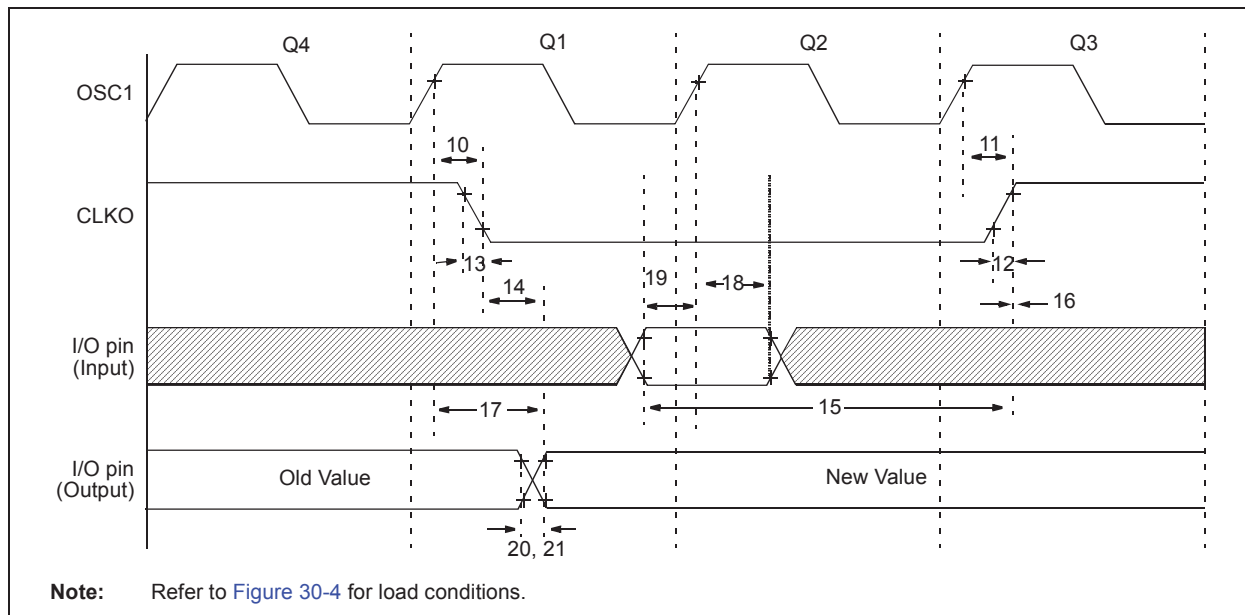 Q4 Q1 Q2 Q3
OSC1
10 11
CLKO
13 12
14 19 18 16
I/O pin
(Input)
17 15
I/O pin
(Output)
Old Value New Value
20, 21
Note: Refer to Figure 30-4 for load conditions.